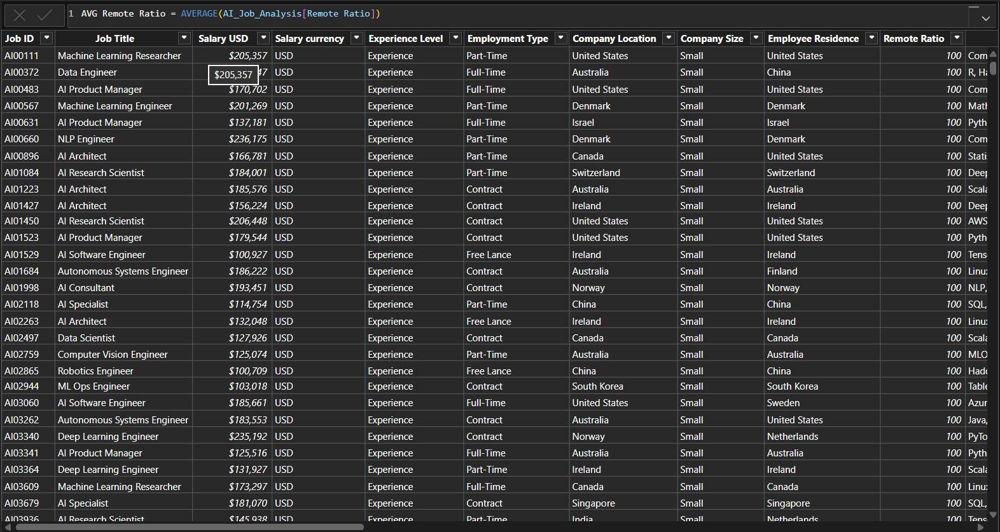 1 AVG Remote Ratio = AVERAGE(AI_Job_Analysis[Remote Ratio])
Job ID Job Title Salary USD Salary currency Experience Level Employment Type Company Location Company Size Employee Residence Remote Ratio
AI00111 Machine Learning Researcher $205,357 USD Experience Part-Time United States Small United States 100 Com
AI00372 Data Engineer $205,357 47 USD Experience Full-Time Australia Small China 100 R, Ha
AI00483 AI Product Manager $170,702 USD Experience Full-Time United States Small United States 100 Com
AI00567 Machine Learning Engineer $201,269 USD Experience Part-Time Denmark Small Denmark 100 Math
AI00631 AI Product Manager $137,181 USD Experience Full-Time Israel Small Israel 100 Pyth
AI00660 NLP Engineer $236,175 USD Experience Part-Time Denmark Small Denmark 100 Com
AI00896 AI Architect $166,781 USD Experience Part-Time Canada Small United States 100 Stati
AI01084 AI Research Scientist $184,001 USD Experience Part-Time Switzerland Small Switzerland 100 Deep
AI01223 AI Architect $185,576 USD Experience Contract Australia Small Australia 100 Scala
AI01427 AI Architect $156,224 USD Experience Contract Ireland Small Ireland 100 Deep
AI01450 AI Research Scientist $206,448 USD Experience Contract United States Small United States 100 AWS
AI01523 AI Product Manager $179,544 USD Experience Contract United States Small United States 100 Pyth
AI01529 AI Software Engineer $100,927 USD Experience Free Lance Ireland Small Ireland 100 Tens
AI01684 Autonomous Systems Engineer $186,222 USD Experience Contract Australia Small Finland 100 Linux
AI01998 AI Consultant $193,451 USD Experience Contract Norway Small Norway 100 NLP,
AI02118 AI Specialist $114,754 USD Experience Part-Time China Small China 100 SQL,
AI02263 AI Architect $132,048 USD Experience Free Lance Ireland Small Ireland 100 Linux
AI02497 Data Scientist $127,926 USD Experience Contract Canada Small Canada 100 Scala
AI02759 Computer Vision Engineer $125,074 USD Experience Part-Time Australia Small Australia 100 MLO
AI02865 Robotics Engineer $100,709 USD Experience Free Lance China Small China 100 Hado
AI02944 ML Ops Engineer $103,018 USD Experience Contract South Korea Small South Korea 100 Table
AI03060 AI Software Engineer $185,661 USD Experience Full-Time United States Small Sweden 100 Azur
AI03262 Autonomous Systems Engineer $183,553 USD Experience Contract Australia Small United States 100 Java,
AI03340 Deep Learning Engineer $235,192 USD Experience Contract Norway Small Netherlands 100 PyTo
AI03341 AI Product Manager $125,516 USD Experience Full-Time Australia Small Australia 100 Pyth
AI03364 Deep Learning Engineer $131,927 USD Experience Part-Time Ireland Small Ireland 100 Scala
AI03609 Machine Learning Researcher $173,297 USD Experience Full-Time Canada Small Canada 100 Linux
AI03679 AI Specialist $181,070 USD Experience Contract Singapore Small Singapore 100 SQL,
AI03936 AI Research Scientist $145,938 USD Experience Part-Time India Small Netherlands 100 Tens